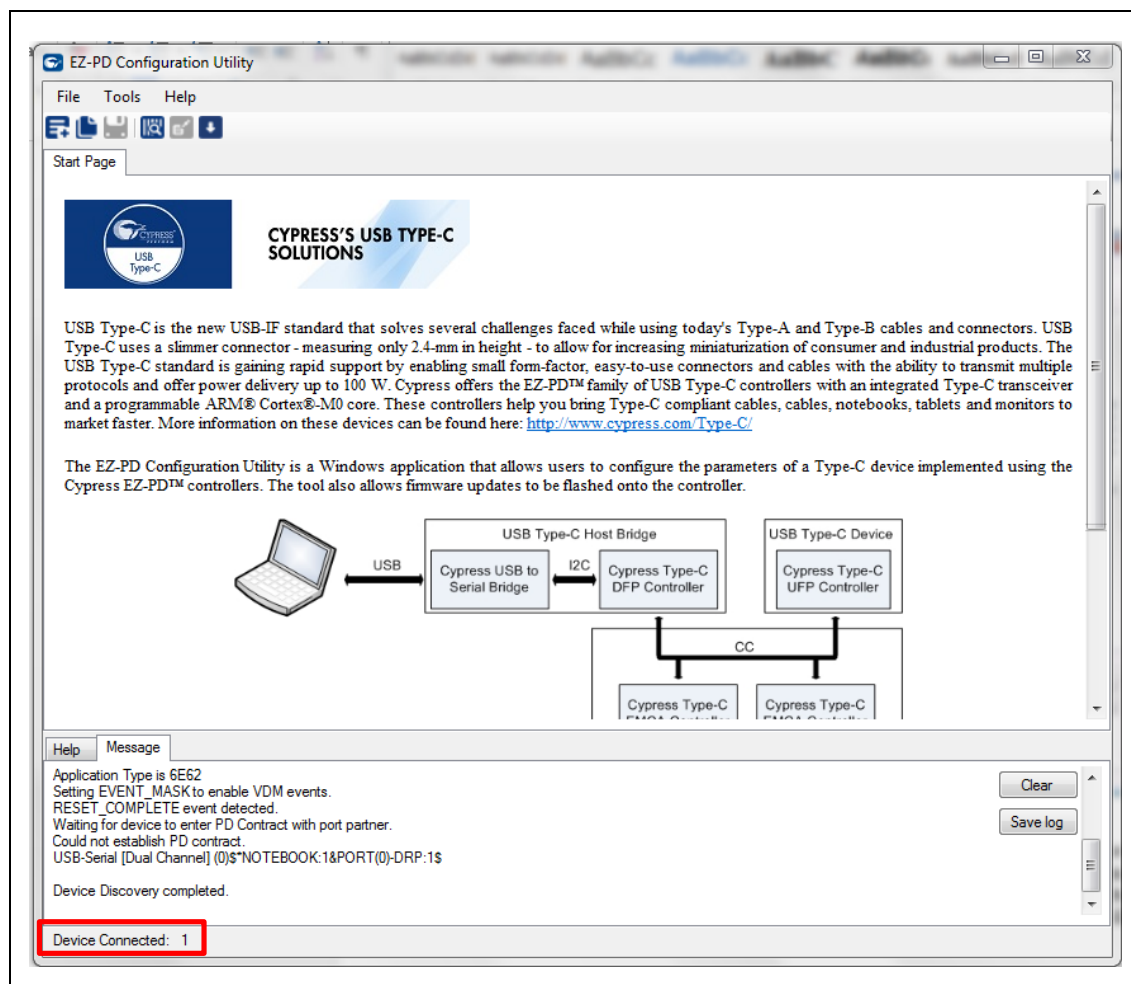 EZ-PD Configuration Utility
File Tools Help
Start Page
CYPRESS
PERFORM
USB
Type-C
CYPRESS'S USB TYPE-C
SOLUTIONS
USB Type-C is the new USB-IF standard that solves several challenges faced while using today's Type-A and Type-B cables and connectors. USB
Type-C uses a slimmer connector - measuring only 2.4-mm in height - to allow for increasing miniaturization of consumer and industrial products. The
USB Type-C standard is gaining rapid support by enabling small form-factor, easy-to-use connectors and cables with the ability to transmit multiple
protocols and offer power delivery up to 100 W. Cypress offers the EZ-PD™ family of USB Type-C controllers with an integrated Type-C transceiver
and a programmable ARM® Cortex®-M0 core. These controllers help you bring Type-C compliant cables, cables, notebooks, tablets and monitors to
market faster. More information on these devices can be found here: http://www.cypress.com/Type-C/
The EZ-PD Configuration Utility is a Windows application that allows users to configure the parameters of a Type-C device implemented using the
Cypress EZ-PD™ controllers. The tool also allows firmware updates to be flashed onto the controller.
USB Type-C Host Bridge
USB Type-C Device
USB
Cypress USB to
Serial Bridge
I2C
Cypress Type-C
DFP Controller
Cypress Type-C
UFP Controller
CC
Cypress Type-C
Cypress Type-C
Help Message
Application Type is 6E62
Setting EVENT_MASK to enable VDM events.
RESET_COMPLETE event detected.
Waiting for device to enter PD Contract with port partner.
Could not establish PD contract.
USB-Serial [Dual Channel] (0)$*NOTEBOOK:1&PORT(0)-DRP:1$
Device Discovery completed.
Clear
Save log
Device Connected: 1